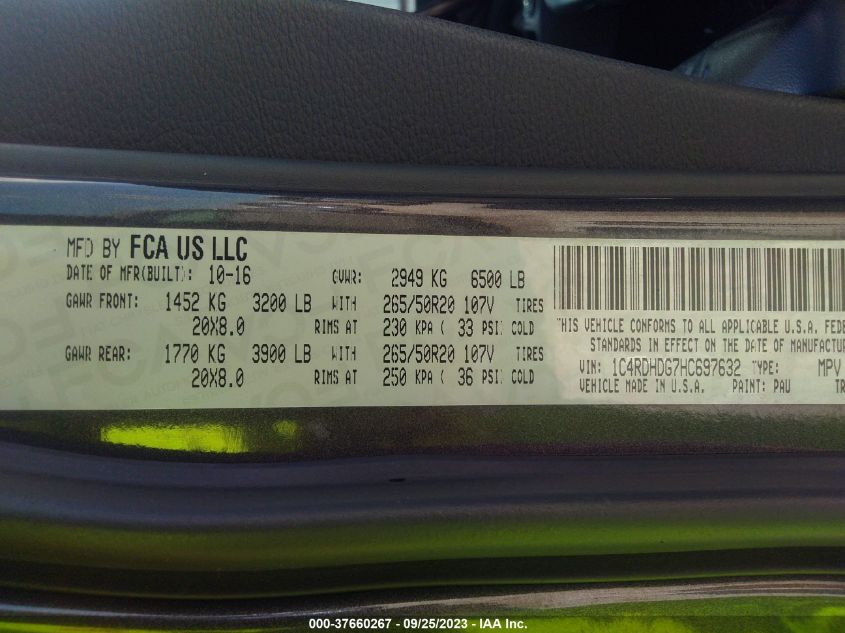 MFD BY FCA US LLC
DATE OF MFR(BUILT): 10-16 GVWR: 2949 KG 6500 LB
GAWR FRONT: 1452 KG 3200 LB WITH 265/50R20 107V TIRES
20X8.0 RIMS AT 230 KPA ( 33 PSI) COLD
GAWR REAR: 1770 KG 3900 LB WITH 265/50R20 107V TIRES
20X8.0 RIMS AT 250 KPA ( 36 PSI) COLD
THIS VEHICLE CONFORMS TO ALL APPLICABLE U.S.A. FEDE
STANDARDS IN EFFECT ON THE DATE OF MANUFACTUR
VIN: 1C4RDHDG7HC697632 TYPE: MPV
VEHICLE MADE IN U.S.A. PAINT: PAU TR
000-37660267 - 09/25/2023 - IAA Inc.